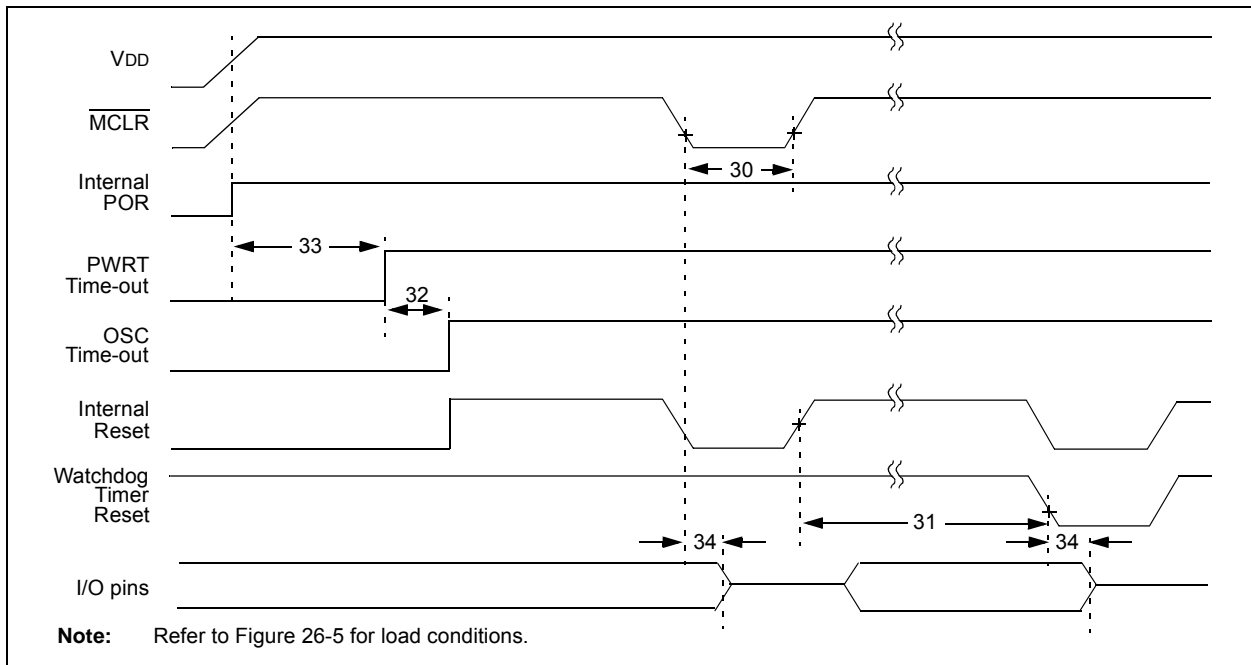 VDD
MCLR
30
Internal
POR
33
PWRT
Time-out
32
OSC
Time-out
Internal
Reset
Watchdog
Timer
Reset
31
34
34
I/O pins
Note: Refer to Figure 26-5 for load conditions.